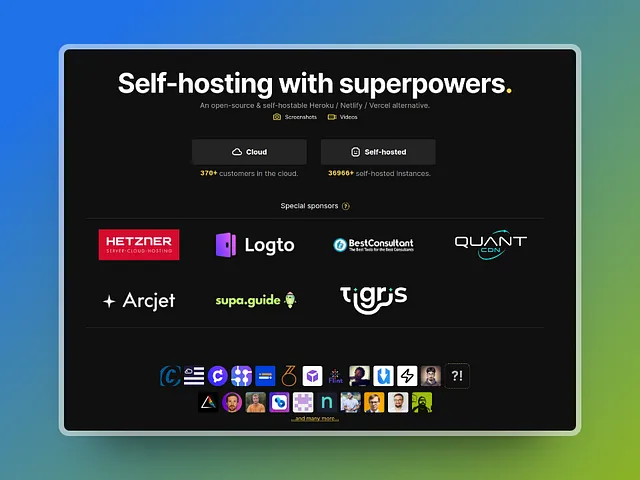 Self-hosting with superpowers.
An open-source & self-hostable Heroku / Netlify / Vercel alternative.
Screenshots Videos
Cloud Self-hosted
370+ customers in the cloud. 36966+ self-hosted instances.
Special sponsors ?
HETZNER Logto BestConsultant QUANT
SERVER·CLOUD·HOSTING The Best Tools for the Best Consultants CDN
Arcjet supa.guide tigris
Flint ?!
n
...and many more...